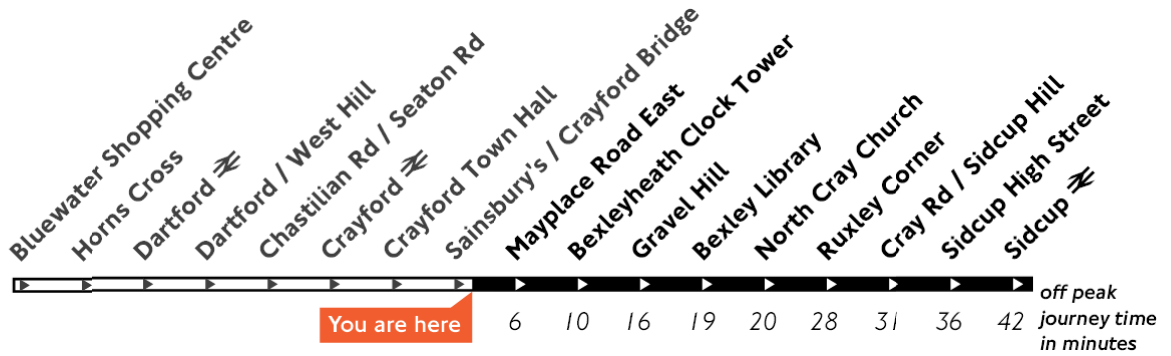 Bluewater Shopping Centre
Horns Cross
Dartford
Dartford / West Hill
Chastilian Rd / Seaton Rd
Crayford
Crayford Town Hall
Sainsbury's / Crayford Bridge
Mayplace Road East
Bexleyheath Clock Tower
Gravel Hill
Bexley Library
North Cray Church
Ruxley Corner
Cray Rd / Sidcup Hill
Sidcup High Street
Sidcup
You are here
6 10 16 19 20 28 31 36 42
off peak
journey time
in minutes